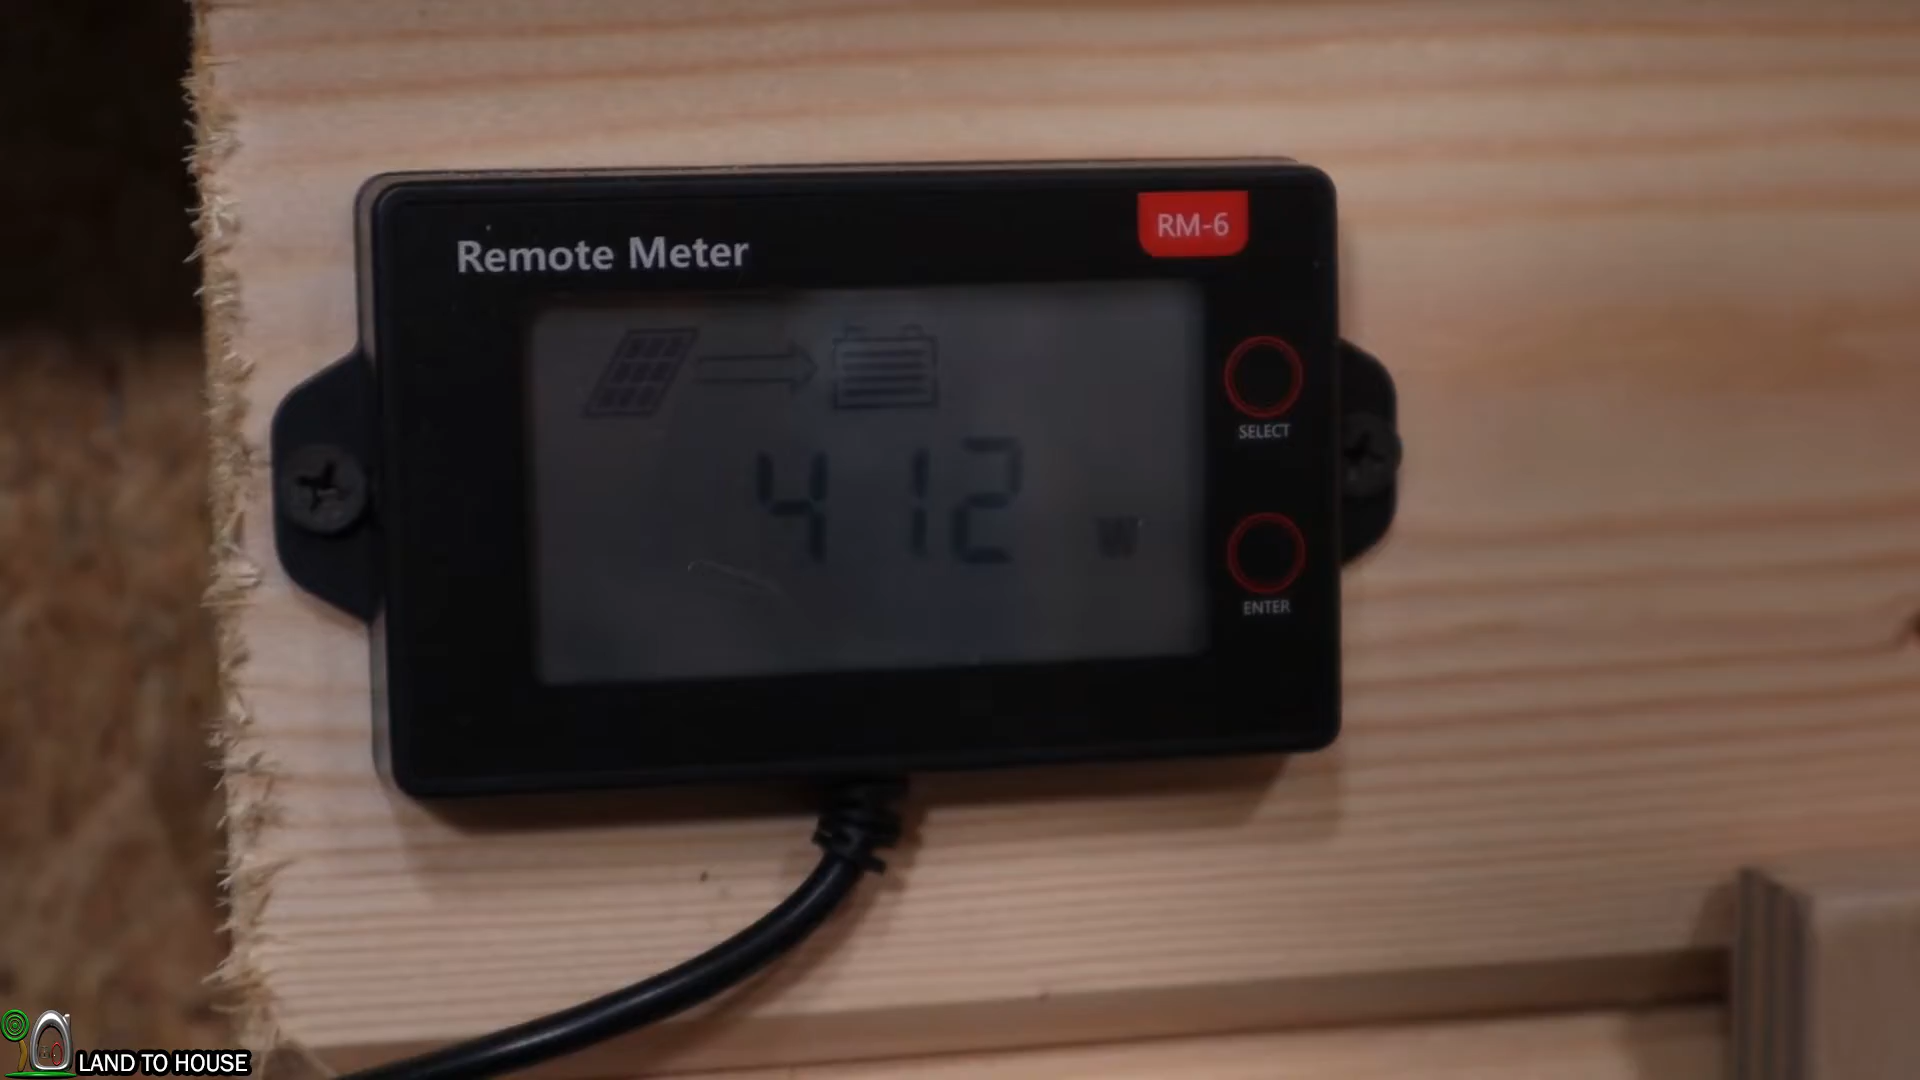 RM-6
Remote Meter
SELECT
412
W
ENTER
LAND TO HOUSE